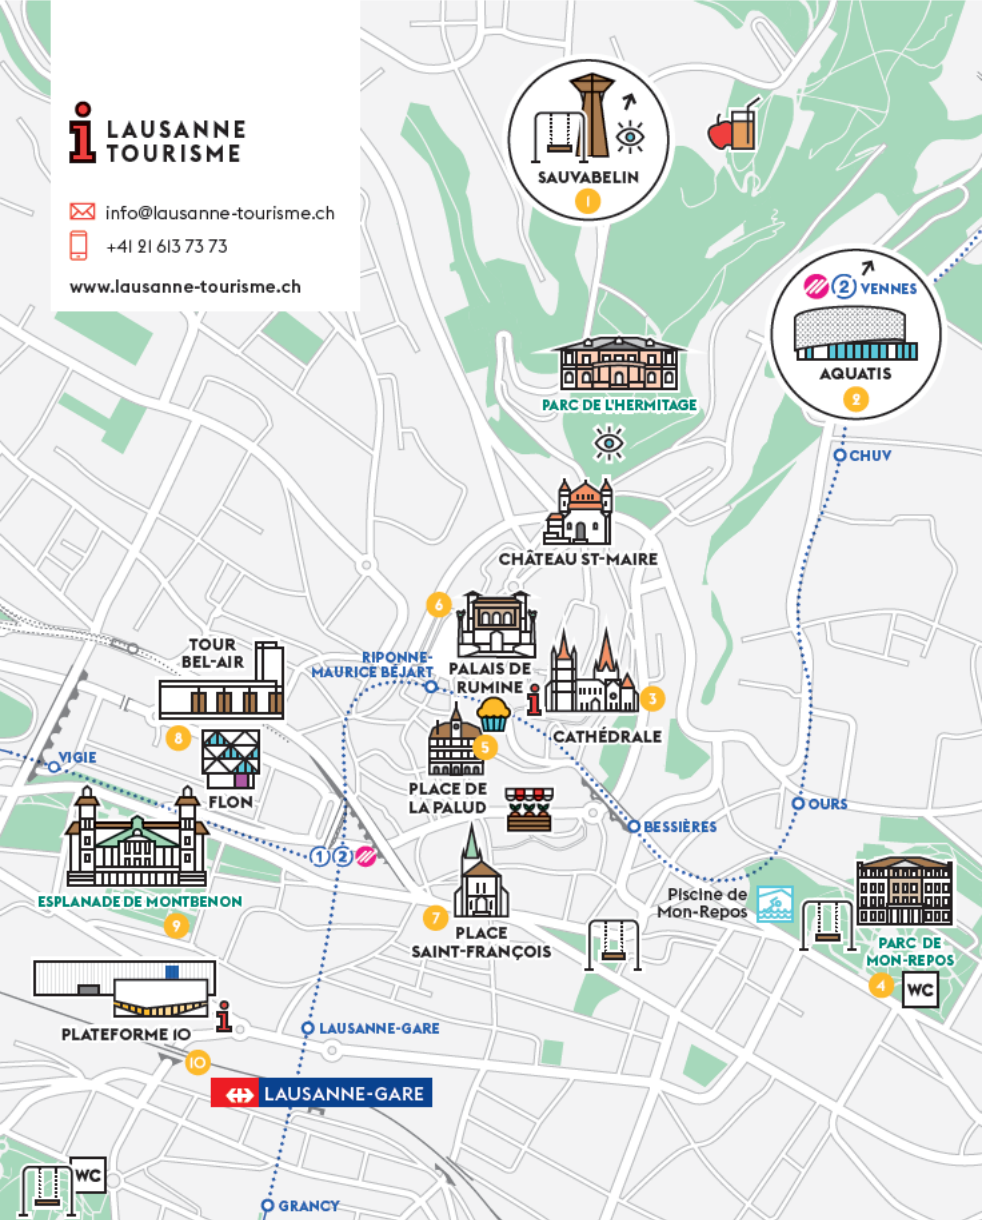 LAUSANNE
TOURISME
info@lausanne-tourisme.ch
+41 21 613 73 73
www.lausanne-tourisme.ch
SAUVABELIN
1
2 VENNES
AQUATIS
2
PARC DE L'HERMITAGE
CHUV
CHÂTEAU ST-MAIRE
6
TOUR
BEL-AIR
RIPONNE-
MAURICE BÉJART
PALAIS DE
RUMINE
3
CATHÉDRALE
8
5
VIGIE
FLON
PLACE DE
LA PALUD
OURS
BESSIÈRES
1 2
Piscine de
Mon-Repos
ESPLANADE DE MONTBENON
9
7
PLACE
SAINT-FRANÇOIS
PARC DE
MON-REPOS
4
WC
PLATEFORME 10
LAUSANNE-GARE
10
LAUSANNE-GARE
WC
GRANCY